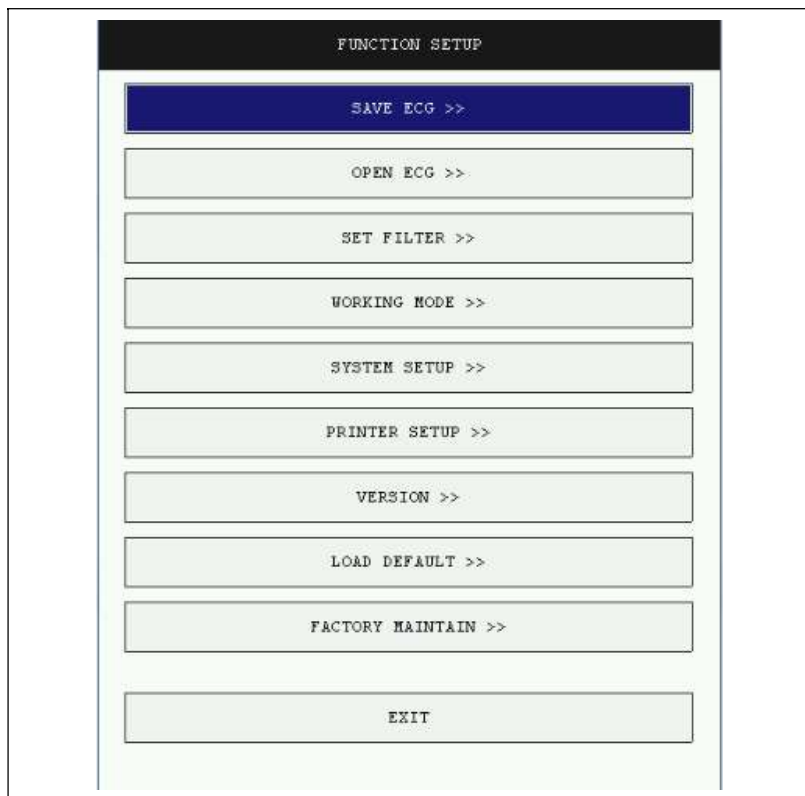 FUNCTION SETUP
SAVE ECG >>
OPEN ECG >>
SET FILTER >>
WORKING MODE >>
SYSTEM SETUP >>
PRINTER SETUP >>
VERSION >>
LOAD DEFAULT >>
FACTORY MAINTAIN >>
EXIT